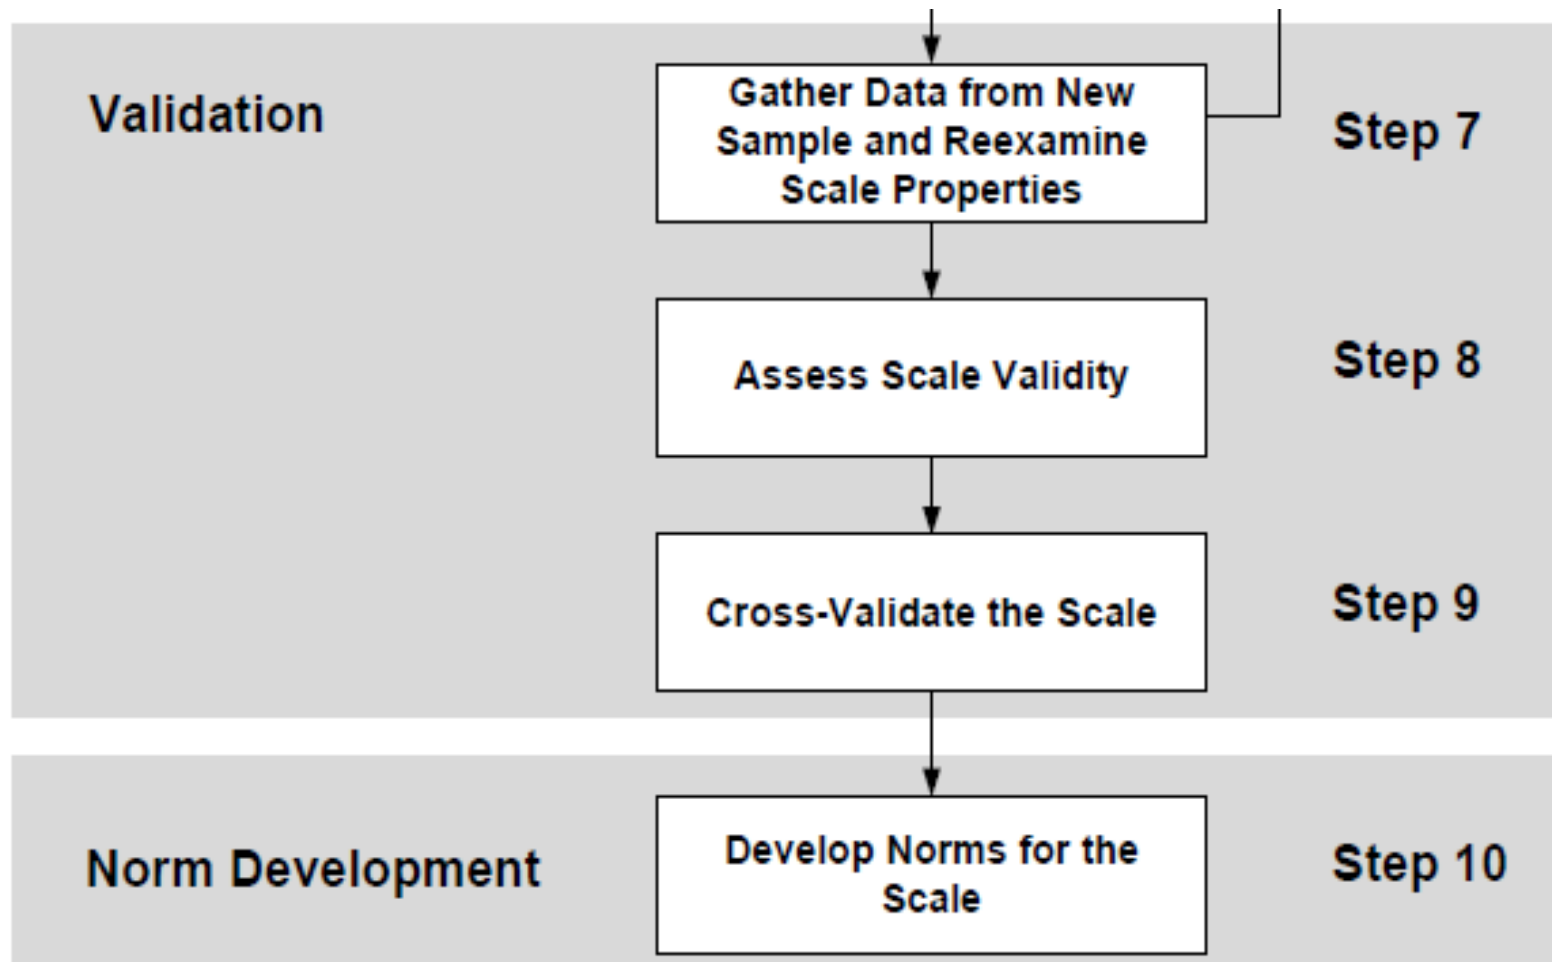 Validation
Gather Data from New
Sample and Reexamine
Scale Properties
Step 7
Assess Scale Validity
Step 8
Cross-Validate the Scale
Step 9
Norm Development
Develop Norms for the
Scale
Step 10